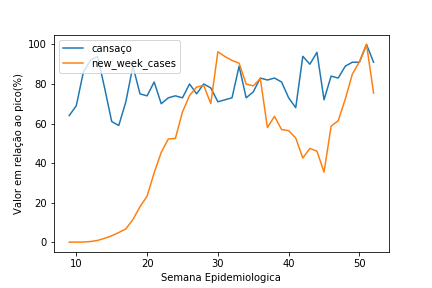 cansaço
new_week_cases
100
80
60
40
20
0
Valor em relação ao pico(%)
10
20
30
40
50
Semana Epidemiologica